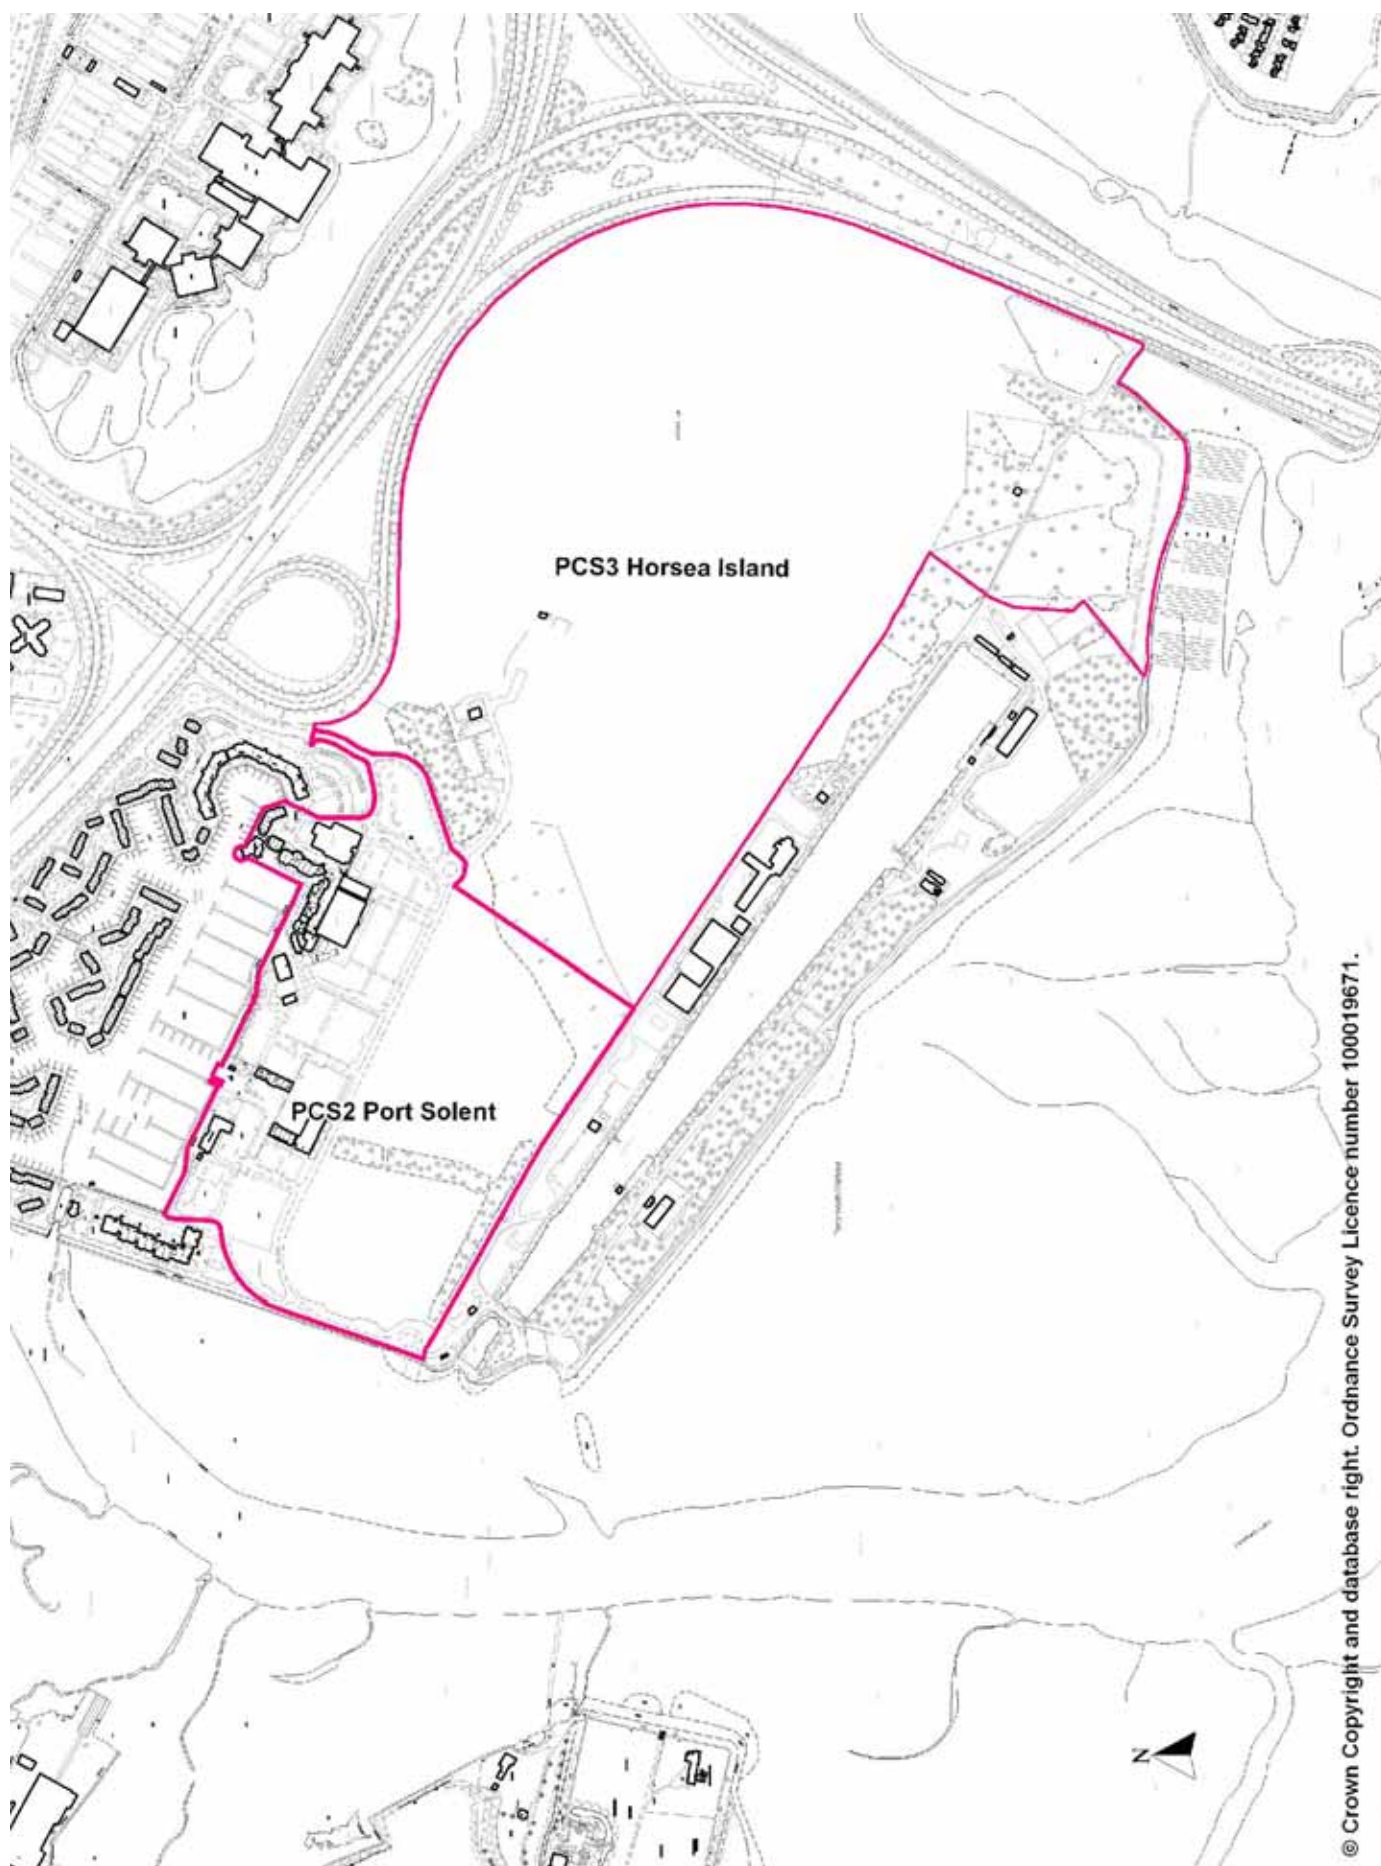 PCS3 Horsea Island
PCS2 Port Solent
N
© Crown Copyright and database right. Ordnance Survey Licence number 100019671.